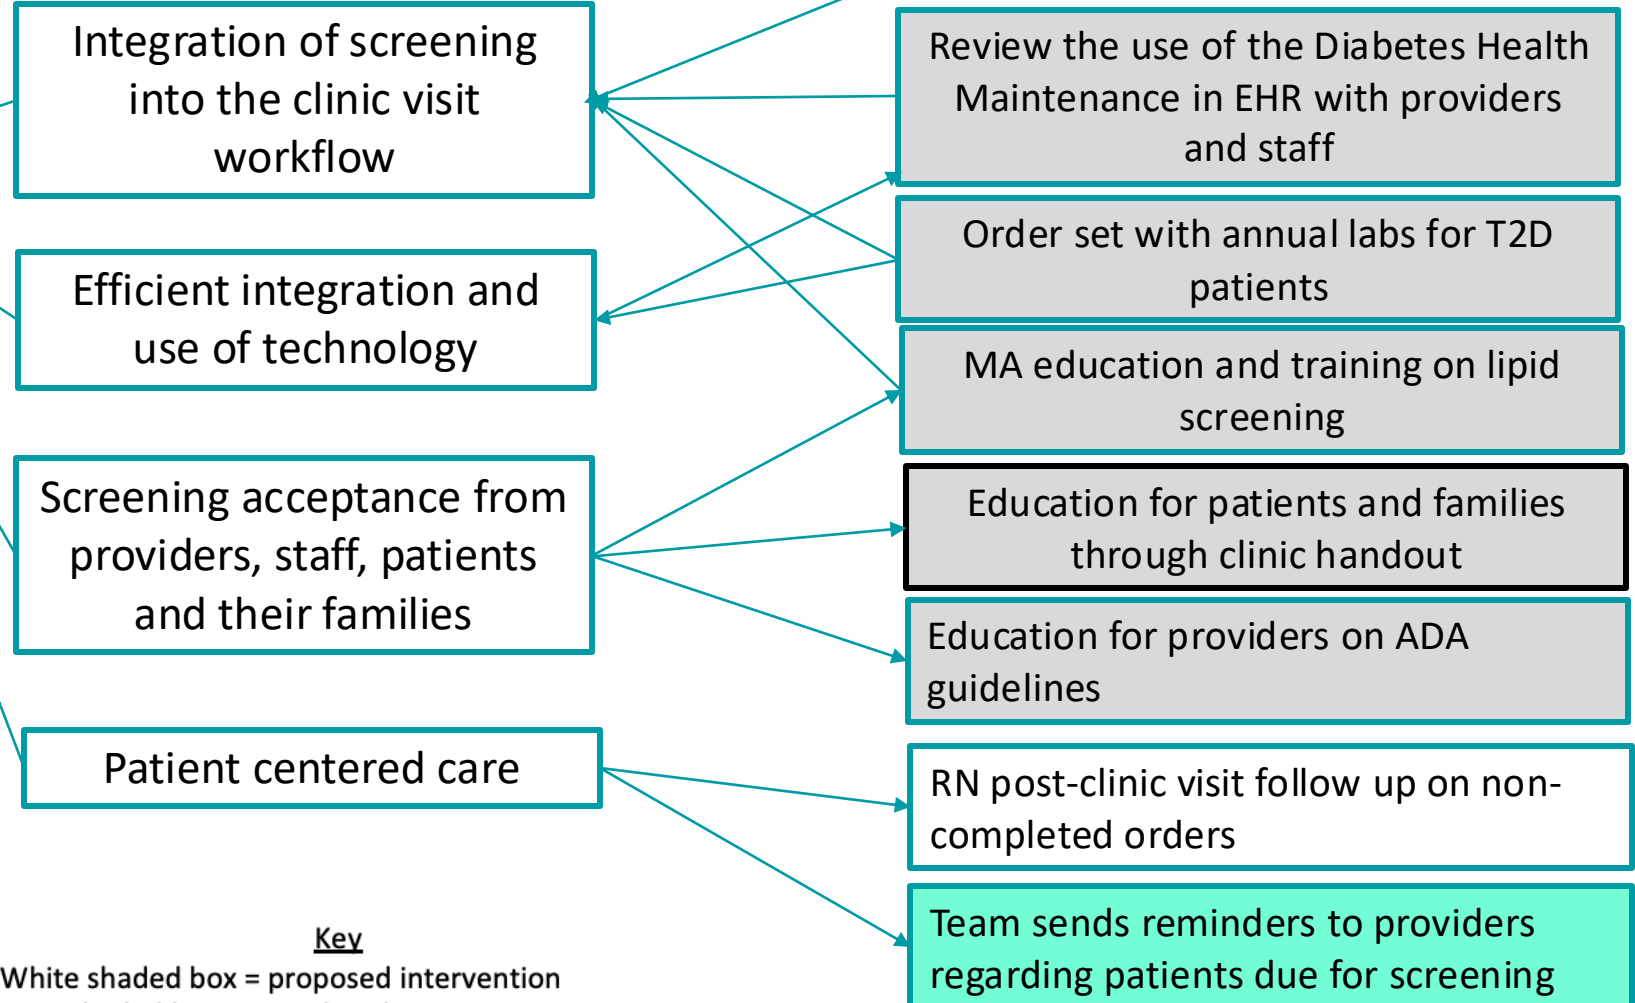 Integration of screening
into the clinic visit
workflow
Efficient integration and
use of technology
Screening acceptance from
providers, staff, patients
and their families
Patient centered care
Review the use of the Diabetes Health
Maintenance in EHR with providers
and staff
Order set with annual labs for T2D
patients
MA education and training on lipid
screening
Education for patients and families
through clinic handout
Education for providers on ADA
guidelines
RN post-clinic visit follow up on non-
completed orders
Team sends reminders to providers
regarding patients due for screening
Key
White shaded box = proposed intervention